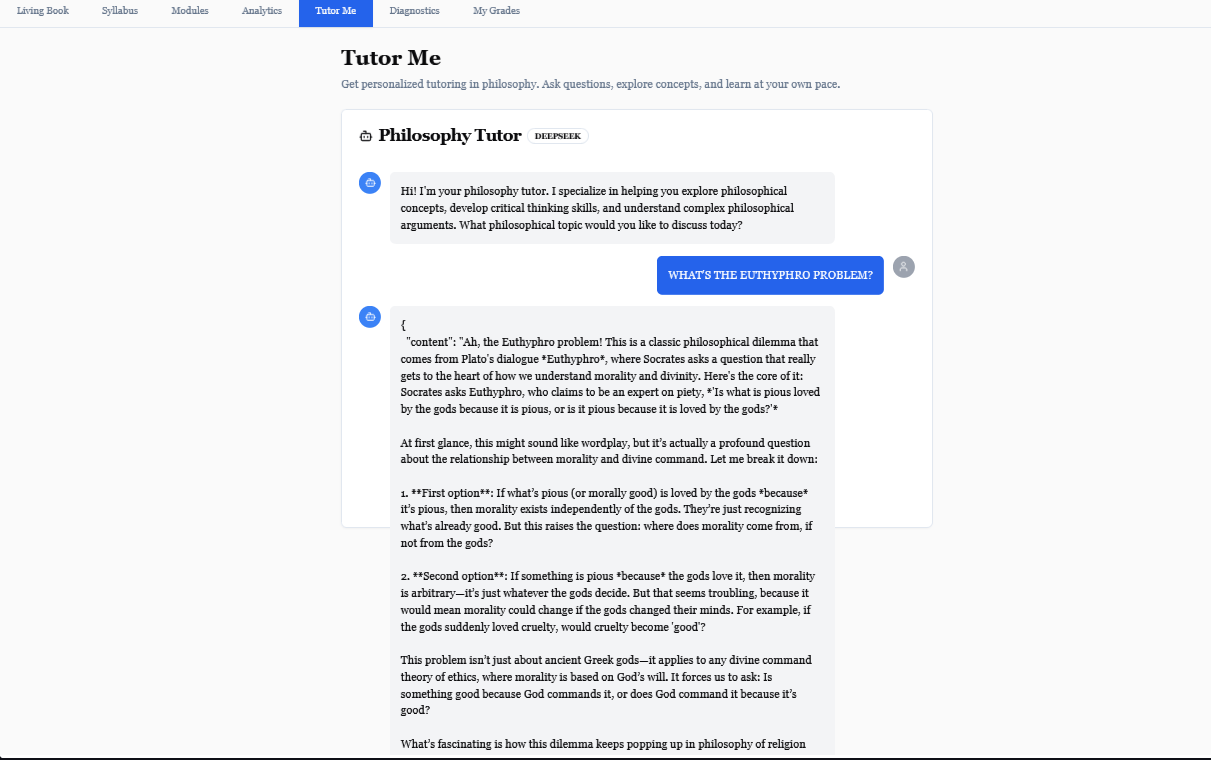 Living Book Syllabus Modules Analytics Tutor Me Diagnostics My Grades
Tutor Me
Get personalized tutoring in philosophy. Ask questions, explore concepts, and learn at your own pace.
Philosophy Tutor DEEPSEEK
Hi! I'm your philosophy tutor. I specialize in helping you explore philosophical
concepts, develop critical thinking skills, and understand complex philosophical
arguments. What philosophical topic would you like to discuss today?
WHAT'S THE EUTHYPHRO PROBLEM?
{
"content": "Ah, the Euthyphro problem! This is a classic philosophical dilemma that
comes from Plato's dialogue *Euthyphro*, where Socrates asks a question that really
gets to the heart of how we understand morality and divinity. Here's the core of it:
Socrates asks Euthyphro, who claims to be an expert on piety, *'Is what is pious loved
by the gods because it is pious, or is it pious because it is loved by the gods?'*
At first glance, this might sound like wordplay, but it's actually a profound question
about the relationship between morality and divine command. Let me break it down:
1. **First option**: If what's pious (or morally good) is loved by the gods *because*
it's pious, then morality exists independently of the gods. They're just recognizing
what's already good. But this raises the question: where does morality come from, if
not from the gods?
2. **Second option**: If something is pious *because* the gods love it, then morality
is arbitrary—it's just whatever the gods decide. But that seems troubling, because it
would mean morality could change if the gods changed their minds. For example, if
the gods suddenly loved cruelty, would cruelty become 'good'?
This problem isn't just about ancient Greek gods—it applies to any divine command
theory of ethics, where morality is based on God's will. It forces us to ask: Is
something good because God commands it, or does God command it because it's
good?
What's fascinating is how this dilemma keeps popping up in philosophy of religion